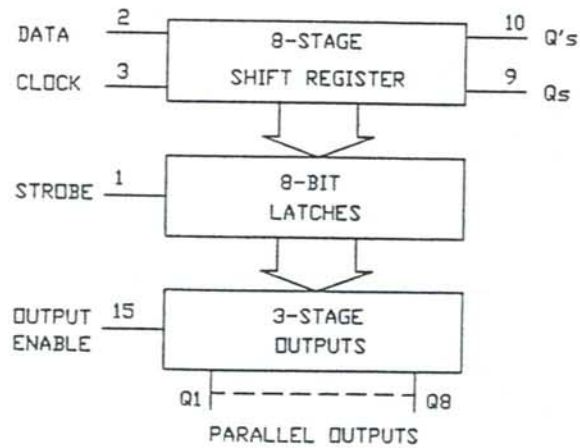 DATA 2
CLOCK 3
8-STAGE
SHIFT REGISTER
10 Q's
9 Qs
STROBE 1
8-BIT
LATCHES
OUTPUT
ENABLE
15
3-STAGE
OUTPUTS
Q1
Q8
PARALLEL OUTPUTS